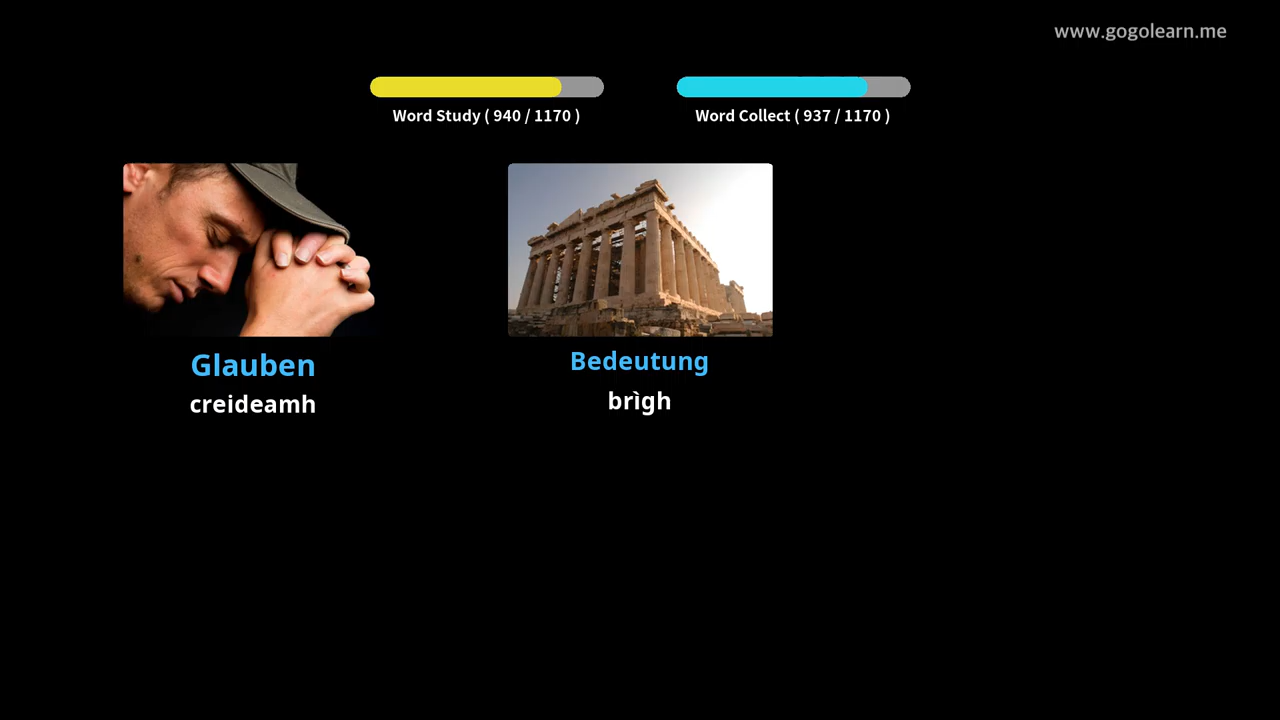 www.gogolearn.me
Word Study ( 940 / 1170 )
Word Collect ( 937 / 1170 )
Glauben
creideamh
Bedeutung
brìgh